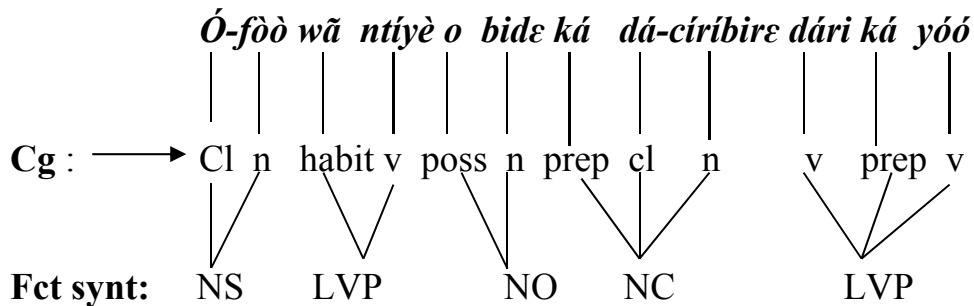 Ó-fòò wã ntíyè o bidɛ ká dá-círíbirɛ dári ká yóó
Cg : Cl n habit v poss n prep cl n v prep v
Fct synt: NS LVP NO NC LVP